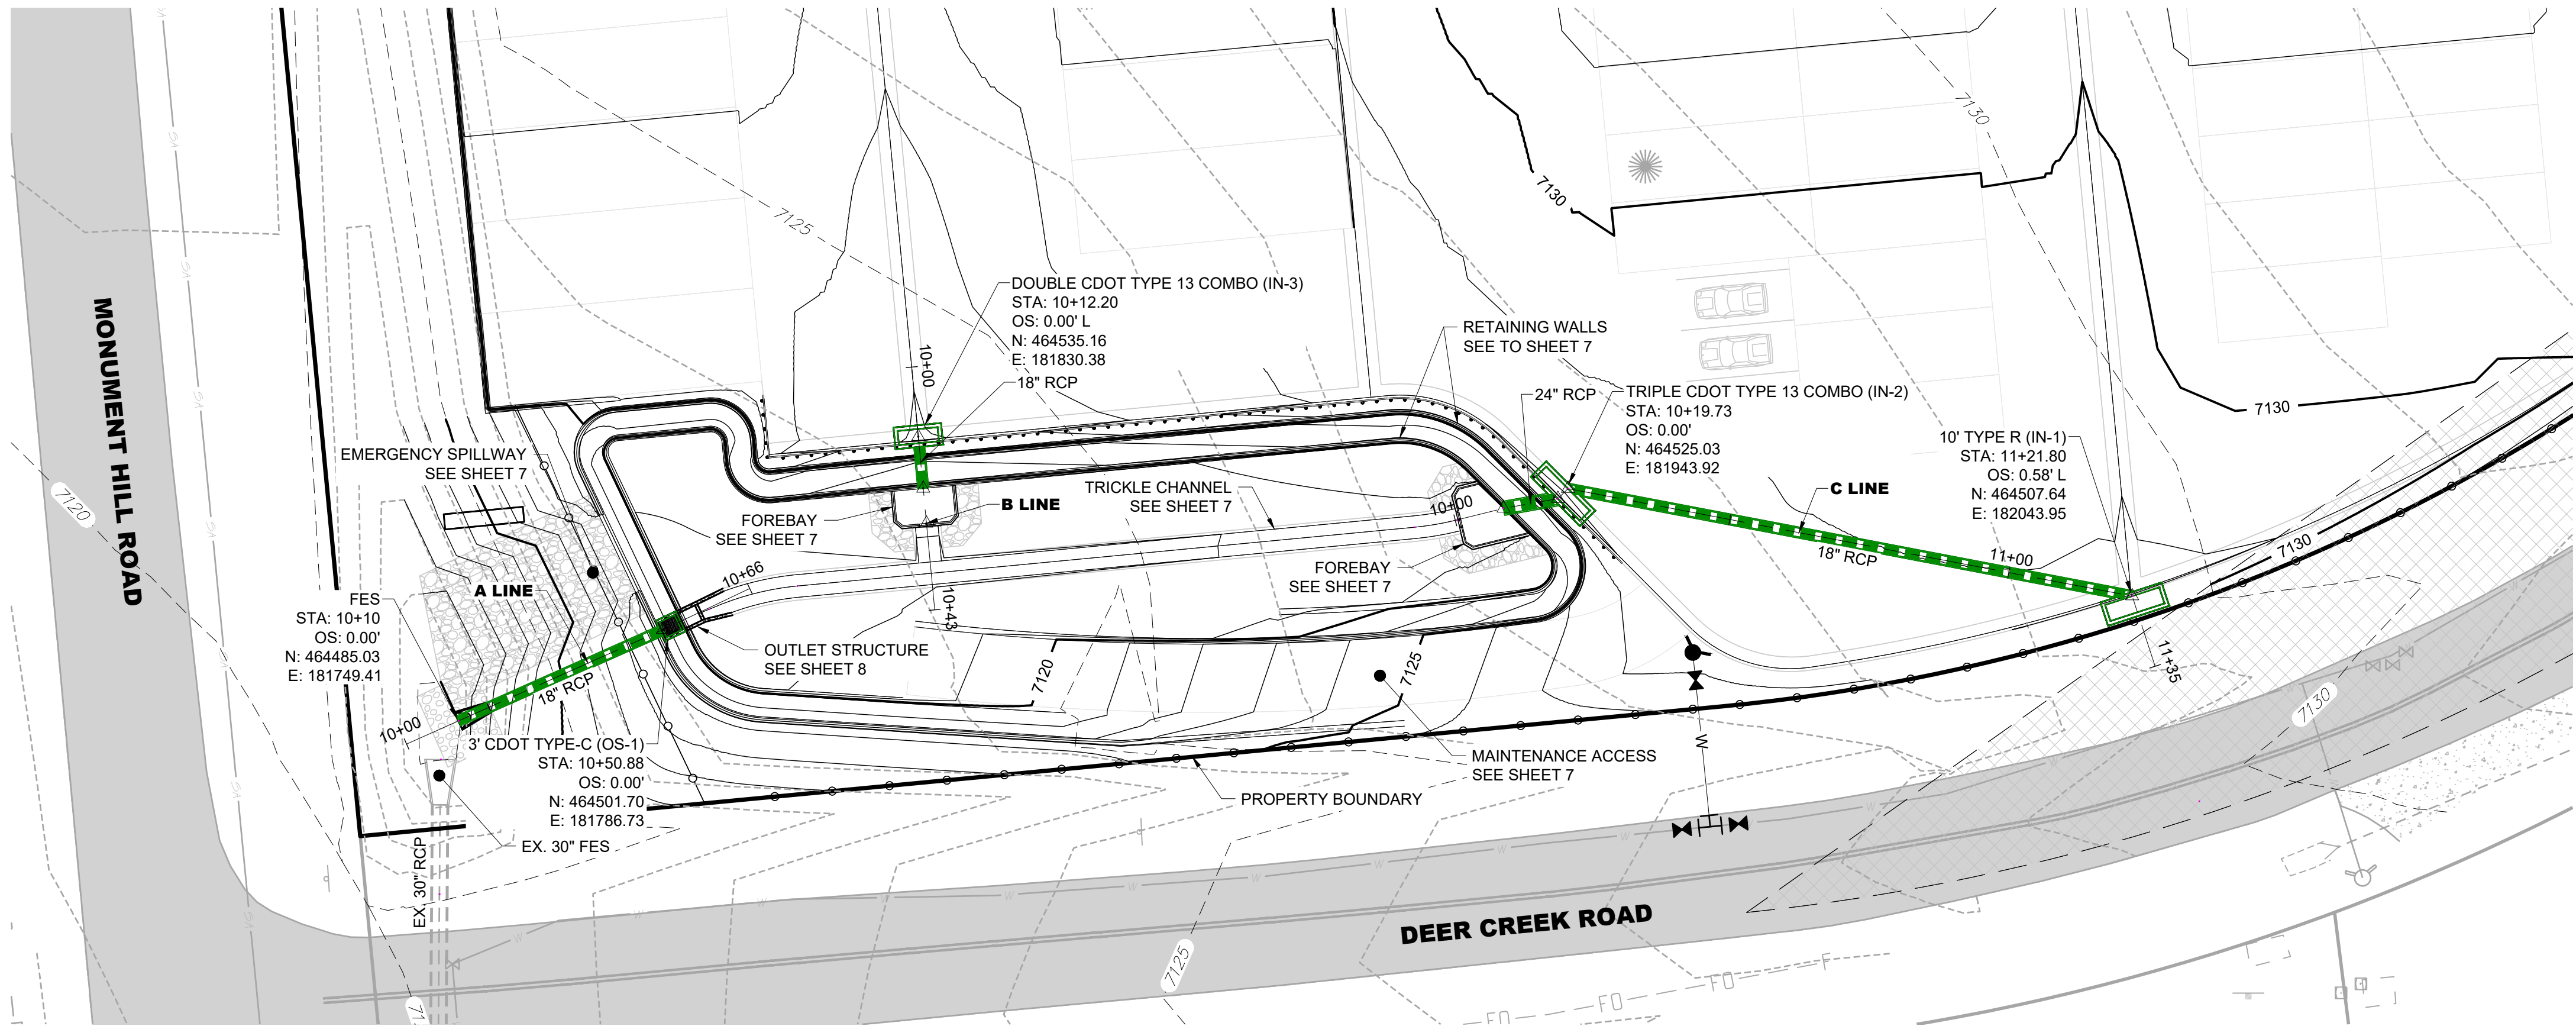 MONUMENT HILL ROAD
7120
7125
7130
7130
DOUBLE CDOT TYPE 13 COMBO (IN-3)
STA: 10+12.20
OS: 0.00' L
N: 464535.16
E: 181830.38
18" RCP
10+00
RETAINING WALLS
SEE TO SHEET 7
24" RCP
TRIPLE CDOT TYPE 13 COMBO (IN-2)
STA: 10+19.73
OS: 0.00'
N: 464525.03
E: 181943.92
10' TYPE R (IN-1)
STA: 11+21.80
OS: 0.58' L
N: 464507.64
E: 182043.95
7130
EMERGENCY SPILLWAY
SEE SHEET 7
FOREBAY
SEE SHEET 7
B LINE
TRICKLE CHANNEL
SEE SHEET 7
10+00
C LINE
18" RCP
11+00
7130
11+35
FOREBAY
SEE SHEET 7
A LINE
10+66
10+43
FES
STA: 10+10
OS: 0.00'
N: 464485.03
E: 181749.41
18" RCP
10+00
OUTLET STRUCTURE
SEE SHEET 8
7120
7125
3' CDOT TYPE-C (OS-1)
STA: 10+50.88
OS: 0.00'
N: 464501.70
E: 181786.73
EX. 30" FES
EX. 30" RCP
MAINTENANCE ACCESS
SEE SHEET 7
PROPERTY BOUNDARY
W
7130
DEER CREEK ROAD
7125
FO
FO
FO
F